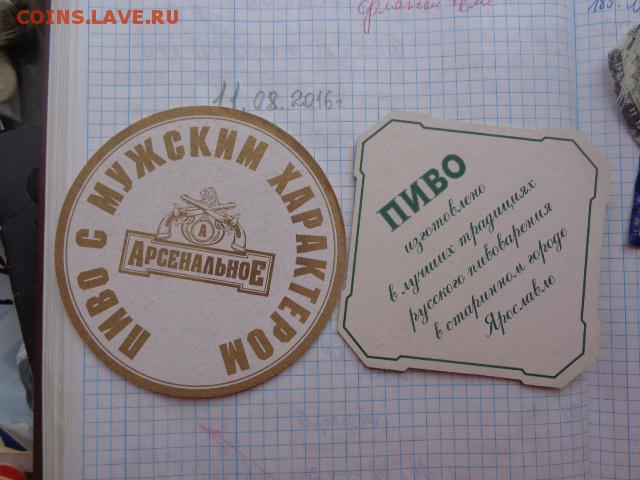 COINS.LAVE.RU
11.08.2016г
ПИВО С МУЖСКИМ ХАРАКТЕРОМ
А
АРСЕНАЛЬНОЕ
ПИВО
изготовлено
в лучших традициях
русского пивоварения
в старинном городе
Ярославле